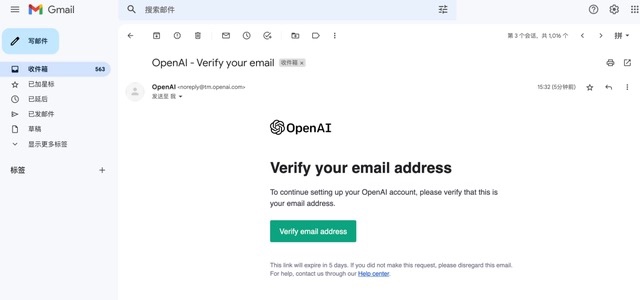 Gmail
搜索邮件
写邮件
第 3 个会话，共 1,016 个
拼
收件箱 563
OpenAI - Verify your email 收件箱 ×
已加星标
OpenAI <noreply@tm.openai.com> 15:32 (5分钟前)
发送至 我
已延后
已发邮件
草稿
显示更多标签
标签
OpenAI
Verify your email address
To continue setting up your OpenAI account, please verify that this is
your email address.
Verify email address
This link will expire in 5 days. If you did not make this request, please disregard this email.
For help, contact us through our Help center.